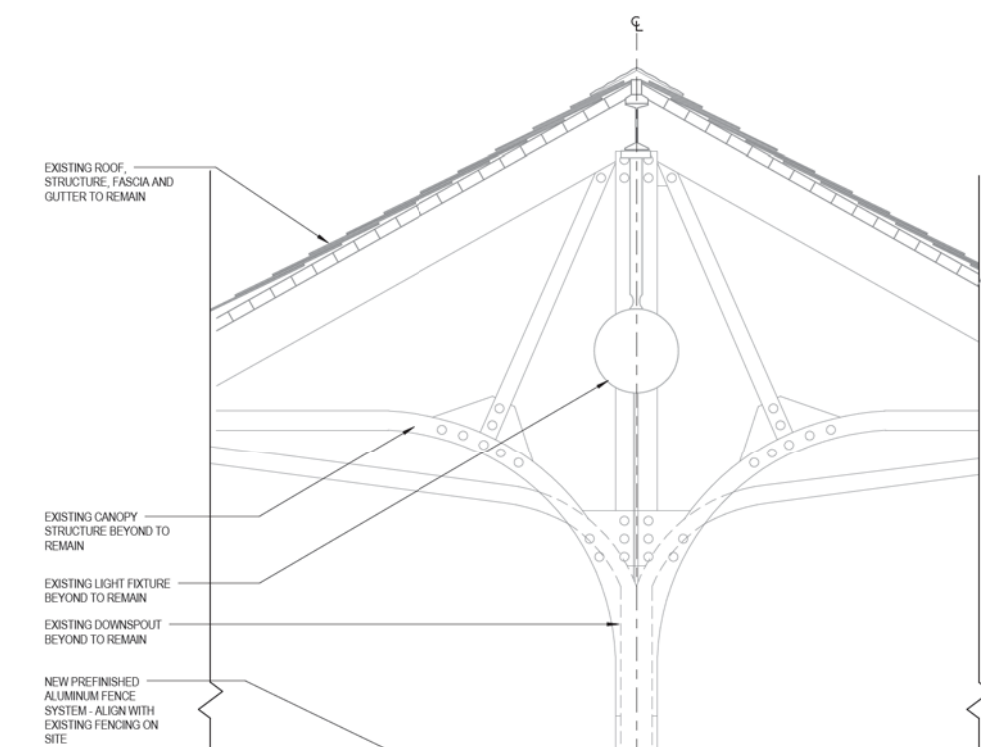 ℄
EXISTING ROOF,
STRUCTURE, FASCIA AND
GUTTER TO REMAIN
EXISTING CANOPY
STRUCTURE BEYOND TO
REMAIN
EXISTING LIGHT FIXTURE
BEYOND TO REMAIN
EXISTING DOWNSPOUT
BEYOND TO REMAIN
NEW PREFINISHED
ALUMINUM FENCE
SYSTEM - ALIGN WITH
EXISTING FENCING ON
SITE